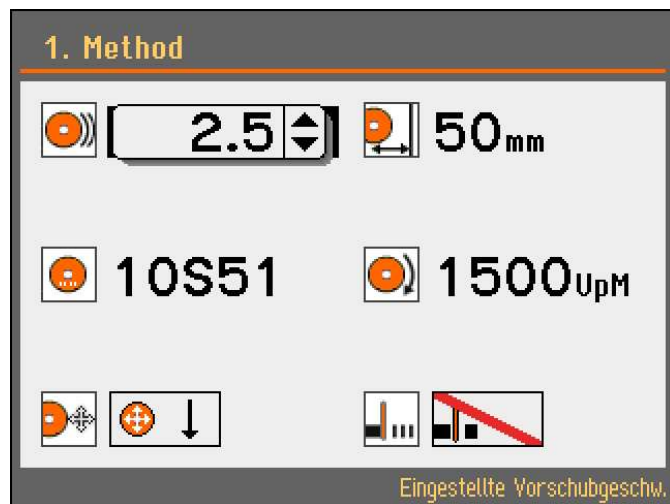 1. Method
2.5
50mm
10S51
1500UpM
Eingestellte Vorschubgeschw.